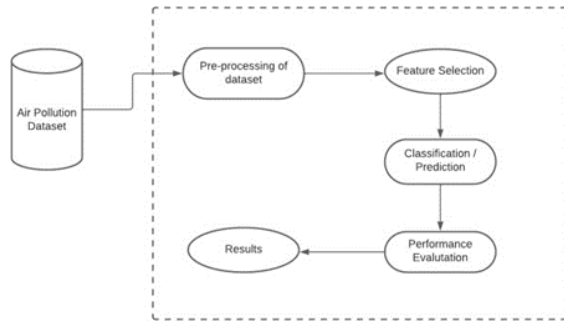 Air Pollution
Dataset
Pre-processing of
dataset
Feature Selection
Classification /
Prediction
Performance
Evalutation
Results